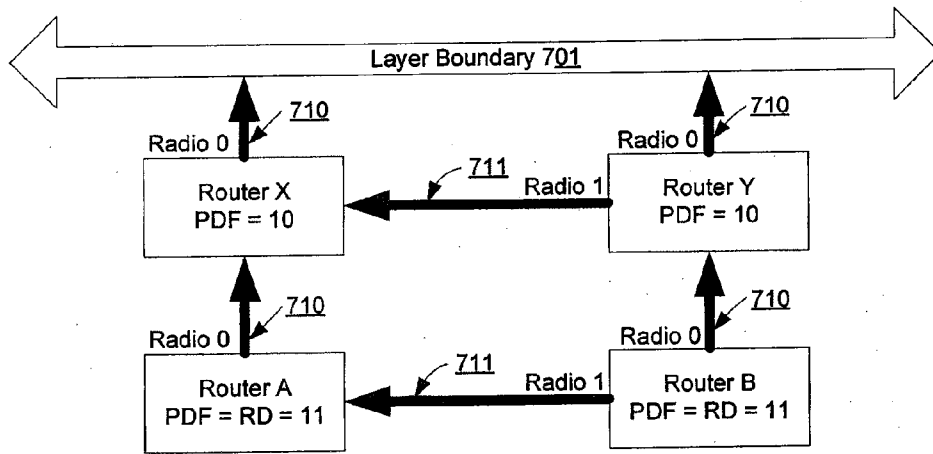 Layer Boundary 701
710
710
Radio 0
Radio 0
Router X
PDF = 10
711
Radio 1
Router Y
PDF = 10
710
710
Radio 0
Radio 0
Router A
PDF = RD = 11
711
Radio 1
Router B
PDF = RD = 11